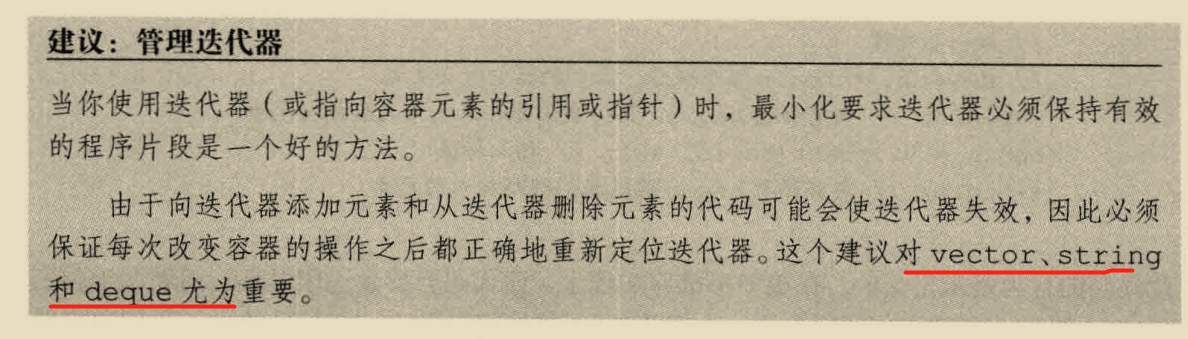 建议：管理迭代器
当你使用迭代器（或指向容器元素的引用或指针）时，最小化要求迭代器必须保持有效
的程序片段是一个好的方法。
由于向迭代器添加元素和从迭代器删除元素的代码可能会使迭代器失效，因此必须
保证每次改变容器的操作之后都正确地重新定位迭代器。这个建议对 vector、string
和 deque 尤为重要。